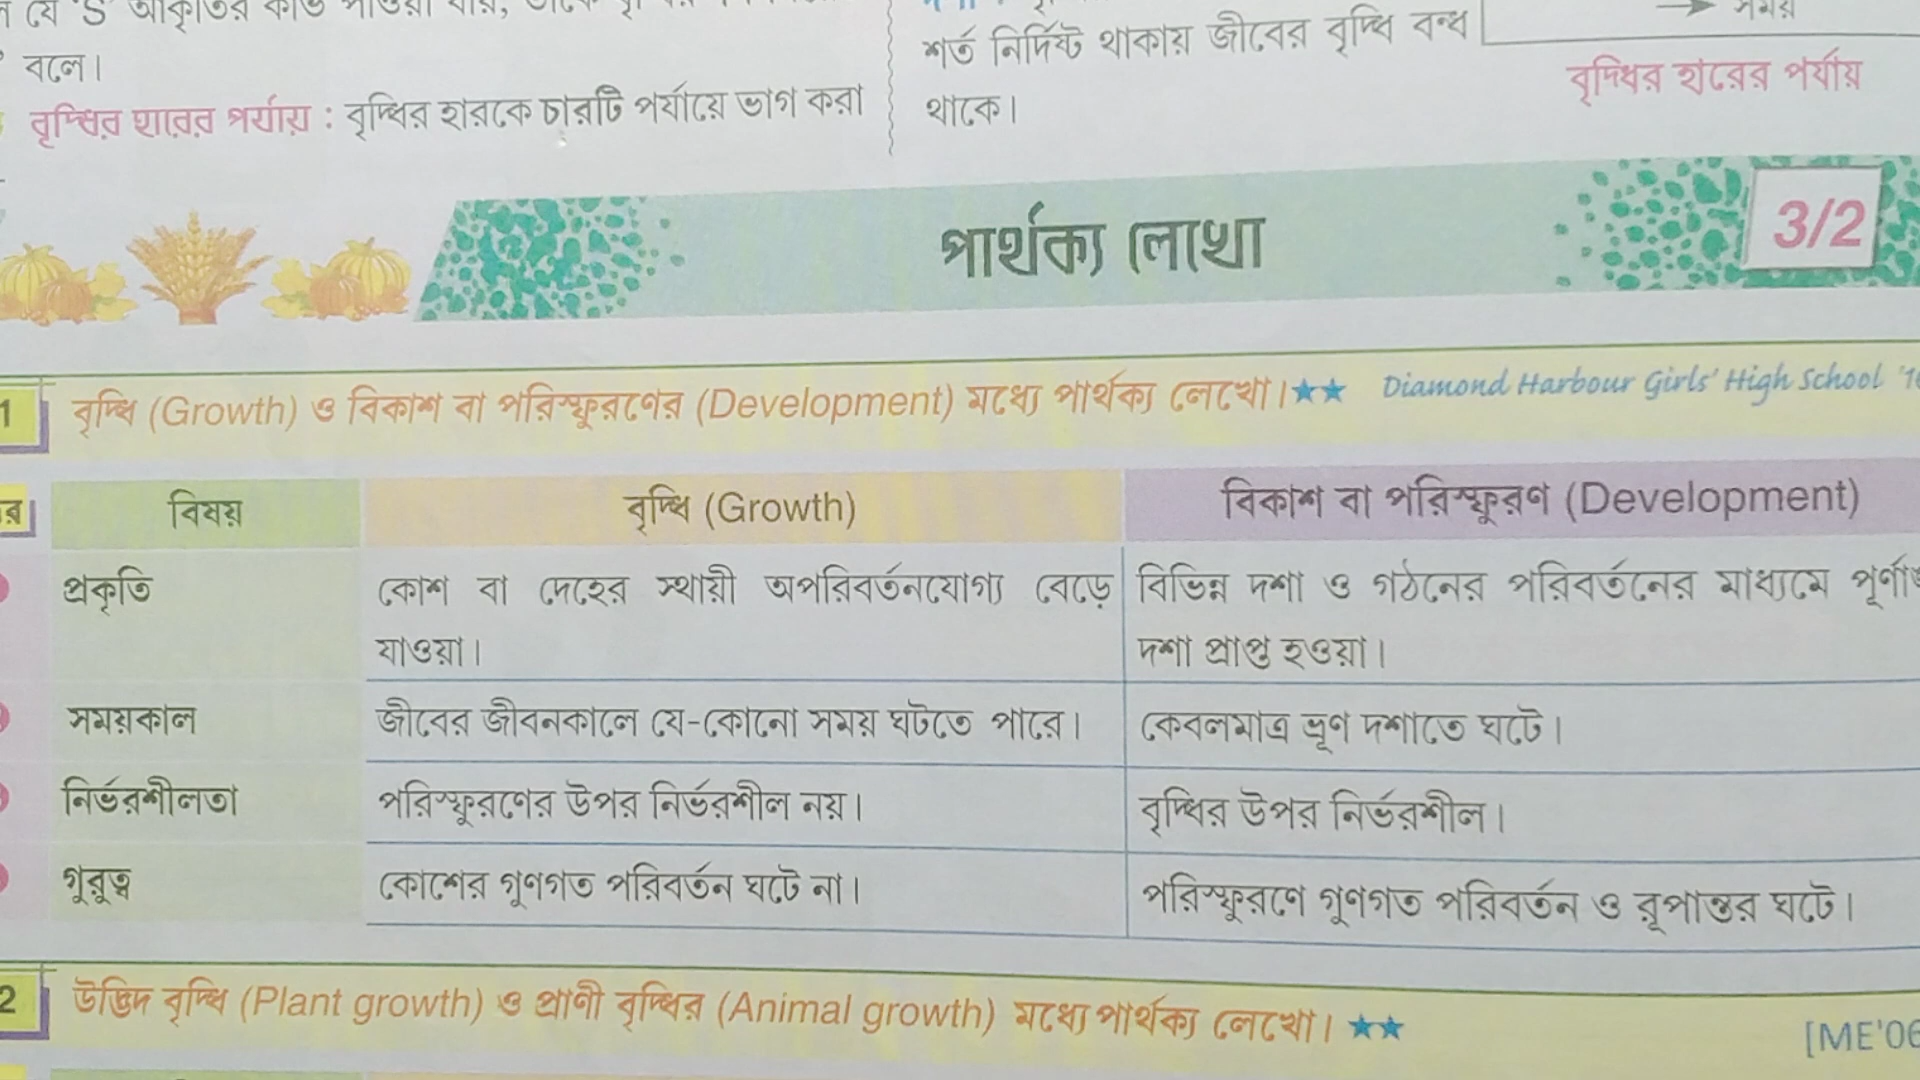 যে 'S' আকৃতির
বলে।
বৃদ্ধির হারের পর্যায় : বৃদ্ধির হারকে চারটি পর্যায়ে ভাগ করা
শর্ত নির্দিষ্ট থাকায় জীবের বৃদ্ধি বন্ধ
থাকে।
সময়
বৃদ্ধির হারের পর্যায়
পার্থক্য লেখো
3/2
1 বৃদ্ধি (Growth) ও বিকাশ বা পরিস্ফুরণের (Development) মধ্যে পার্থক্য লেখো।★★ Diamond Harbour Girls' High School
বিষয় বৃদ্ধি (Growth) বিকাশ বা পরিস্ফুরণ (Development)
প্রকৃতি কোশ বা দেহের স্থায়ী অপরিবর্তনযোগ্য বেড়ে বিভিন্ন দশা ও গঠনের পরিবর্তনের মাধ্যমে
যাওয়া। দশা প্রাপ্ত হওয়া।
সময়কাল জীবের জীবনকালে যে-কোনো সময় ঘটতে পারে। কেবলমাত্র ভ্রূণ দশাতে ঘটে।
নির্ভরশীলতা পরিস্ফুরণের উপর নির্ভরশীল নয়। বৃদ্ধির উপর নির্ভরশীল।
গুরুত্ব কোশের গুণগত পরিবর্তন ঘটে না। পরিস্ফুরণে গুণগত পরিবর্তন ও রূপান্তর ঘটে।
2 উদ্ভিদ বৃদ্ধি (Plant growth) ও প্রাণী বৃদ্ধির (Animal growth) মধ্যে পার্থক্য লেখো। ★★ [ME'06